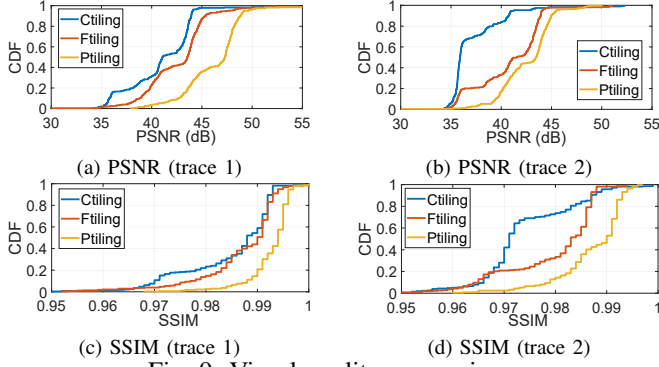 1
0.8
0.6
0.4
0.2
0
CDF
Ctiling
Ftiling
Ptiling
30 35 40 45 50 55
PSNR (dB)
(a) PSNR (trace 1)
1
0.8
0.6
0.4
0.2
0
CDF
Ctiling
Ftiling
Ptiling
30 35 40 45 50 55
PSNR (dB)
(b) PSNR (trace 2)
1
0.8
0.6
0.4
0.2
0
CDF
Ctiling
Ftiling
Ptiling
0.95 0.96 0.97 0.98 0.99 1
SSIM
(c) SSIM (trace 1)
1
0.8
0.6
0.4
0.2
0
CDF
Ctiling
Ftiling
Ptiling
0.95 0.96 0.97 0.98 0.99 1
SSIM
(d) SSIM (trace 2)